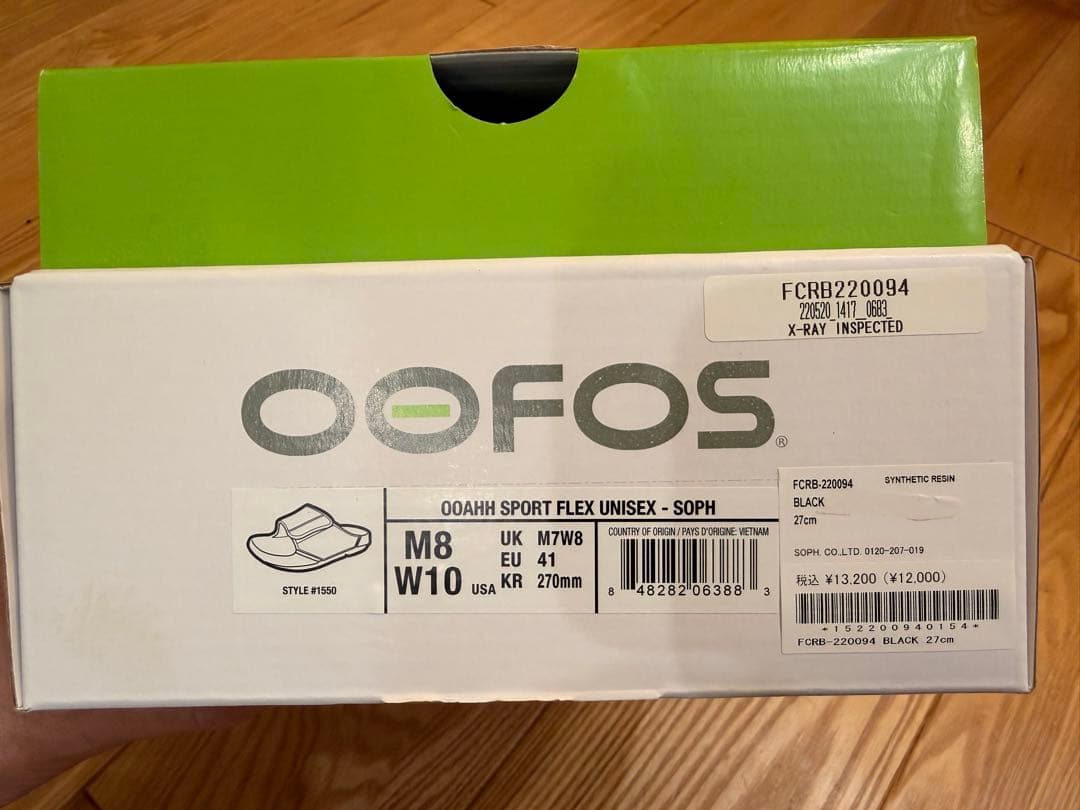 FCRB220094
220520_1417__0683_
X-RAY INSPECTED
OOFOS®
OOAHH SPORT FLEX UNISEX - SOPH
STYLE #1550
M8
W10 USA
UK M7W8
EU 41
KR 270mm
COUNTRY OF ORIGIN / PAYS D'ORIGINE: VIETNAM
8 48282 06388 3
FCRB-220094 SYNTHETIC RESIN
BLACK
27cm
SOPH. CO.,LTD. 0120-207-019
税込 ¥13,200 (¥12,000)
*152200940154*
FCRB-220094 BLACK 27cm